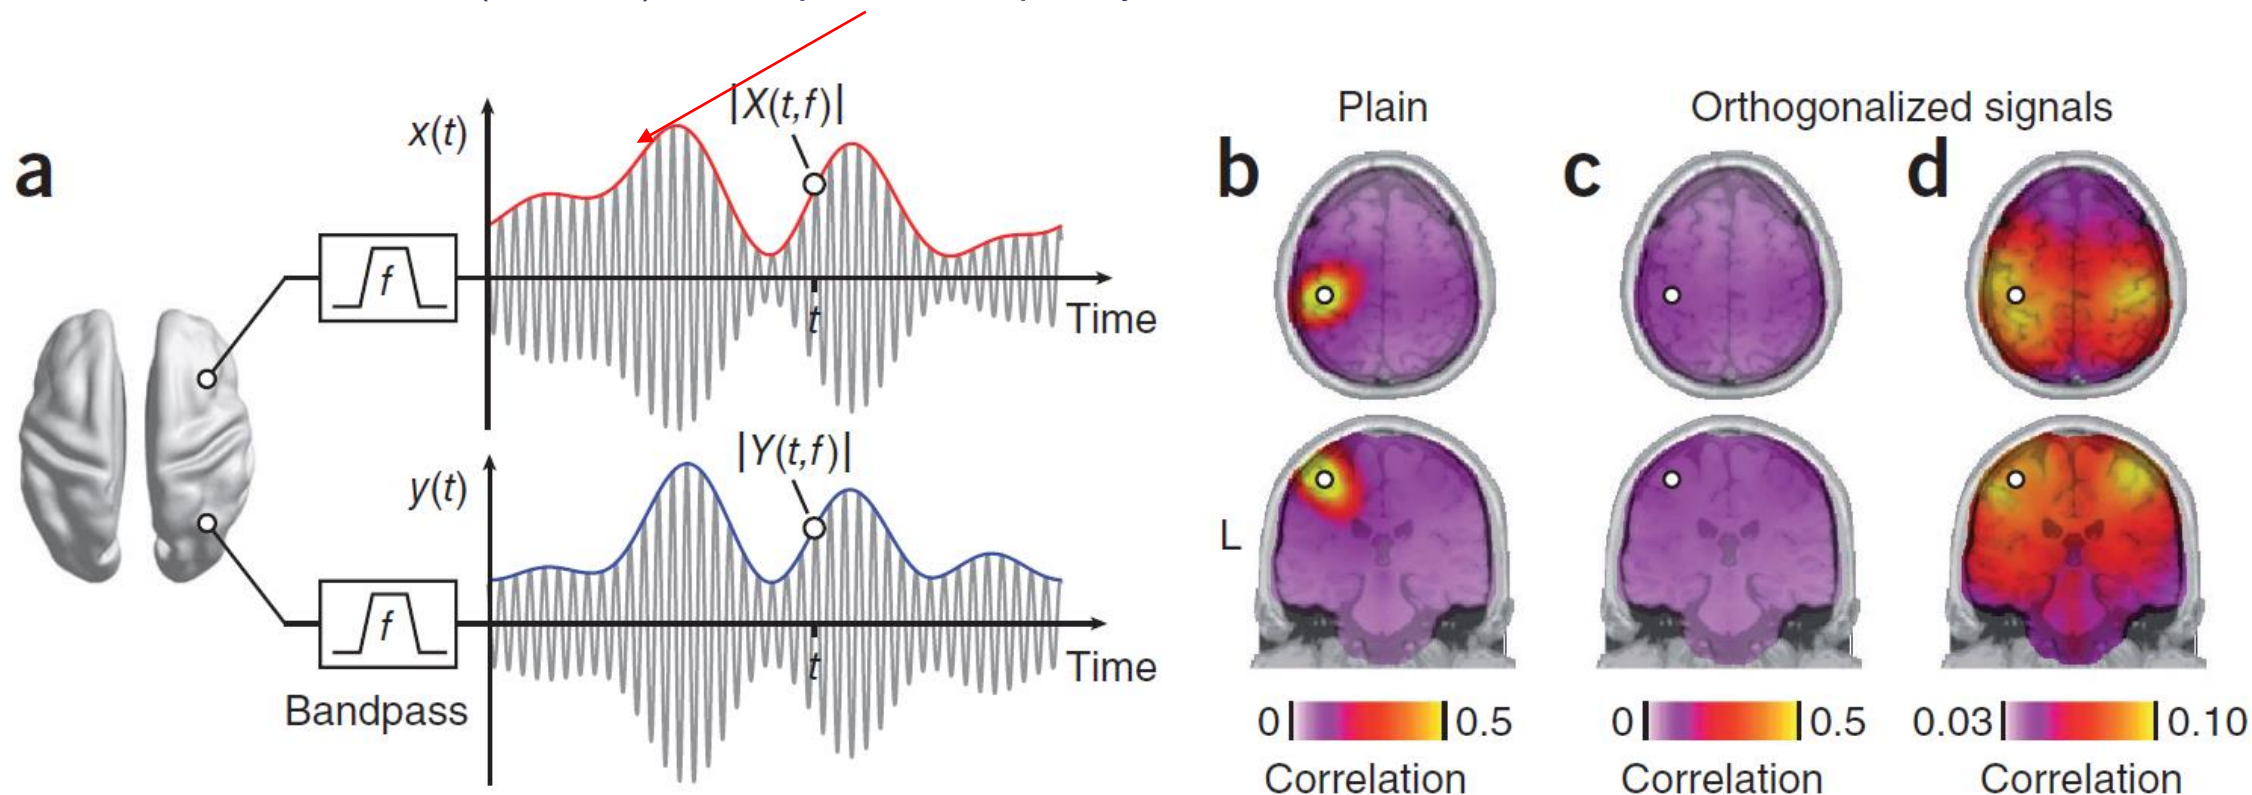 a
x(t)
|X(t,f)|
f
t
Time
y(t)
|Y(t,f)|
f
t
Time
Bandpass
Plain
Orthogonalized signals
b
c
d
L
0 0.5
Correlation
0 0.5
Correlation
0.03 0.10
Correlation